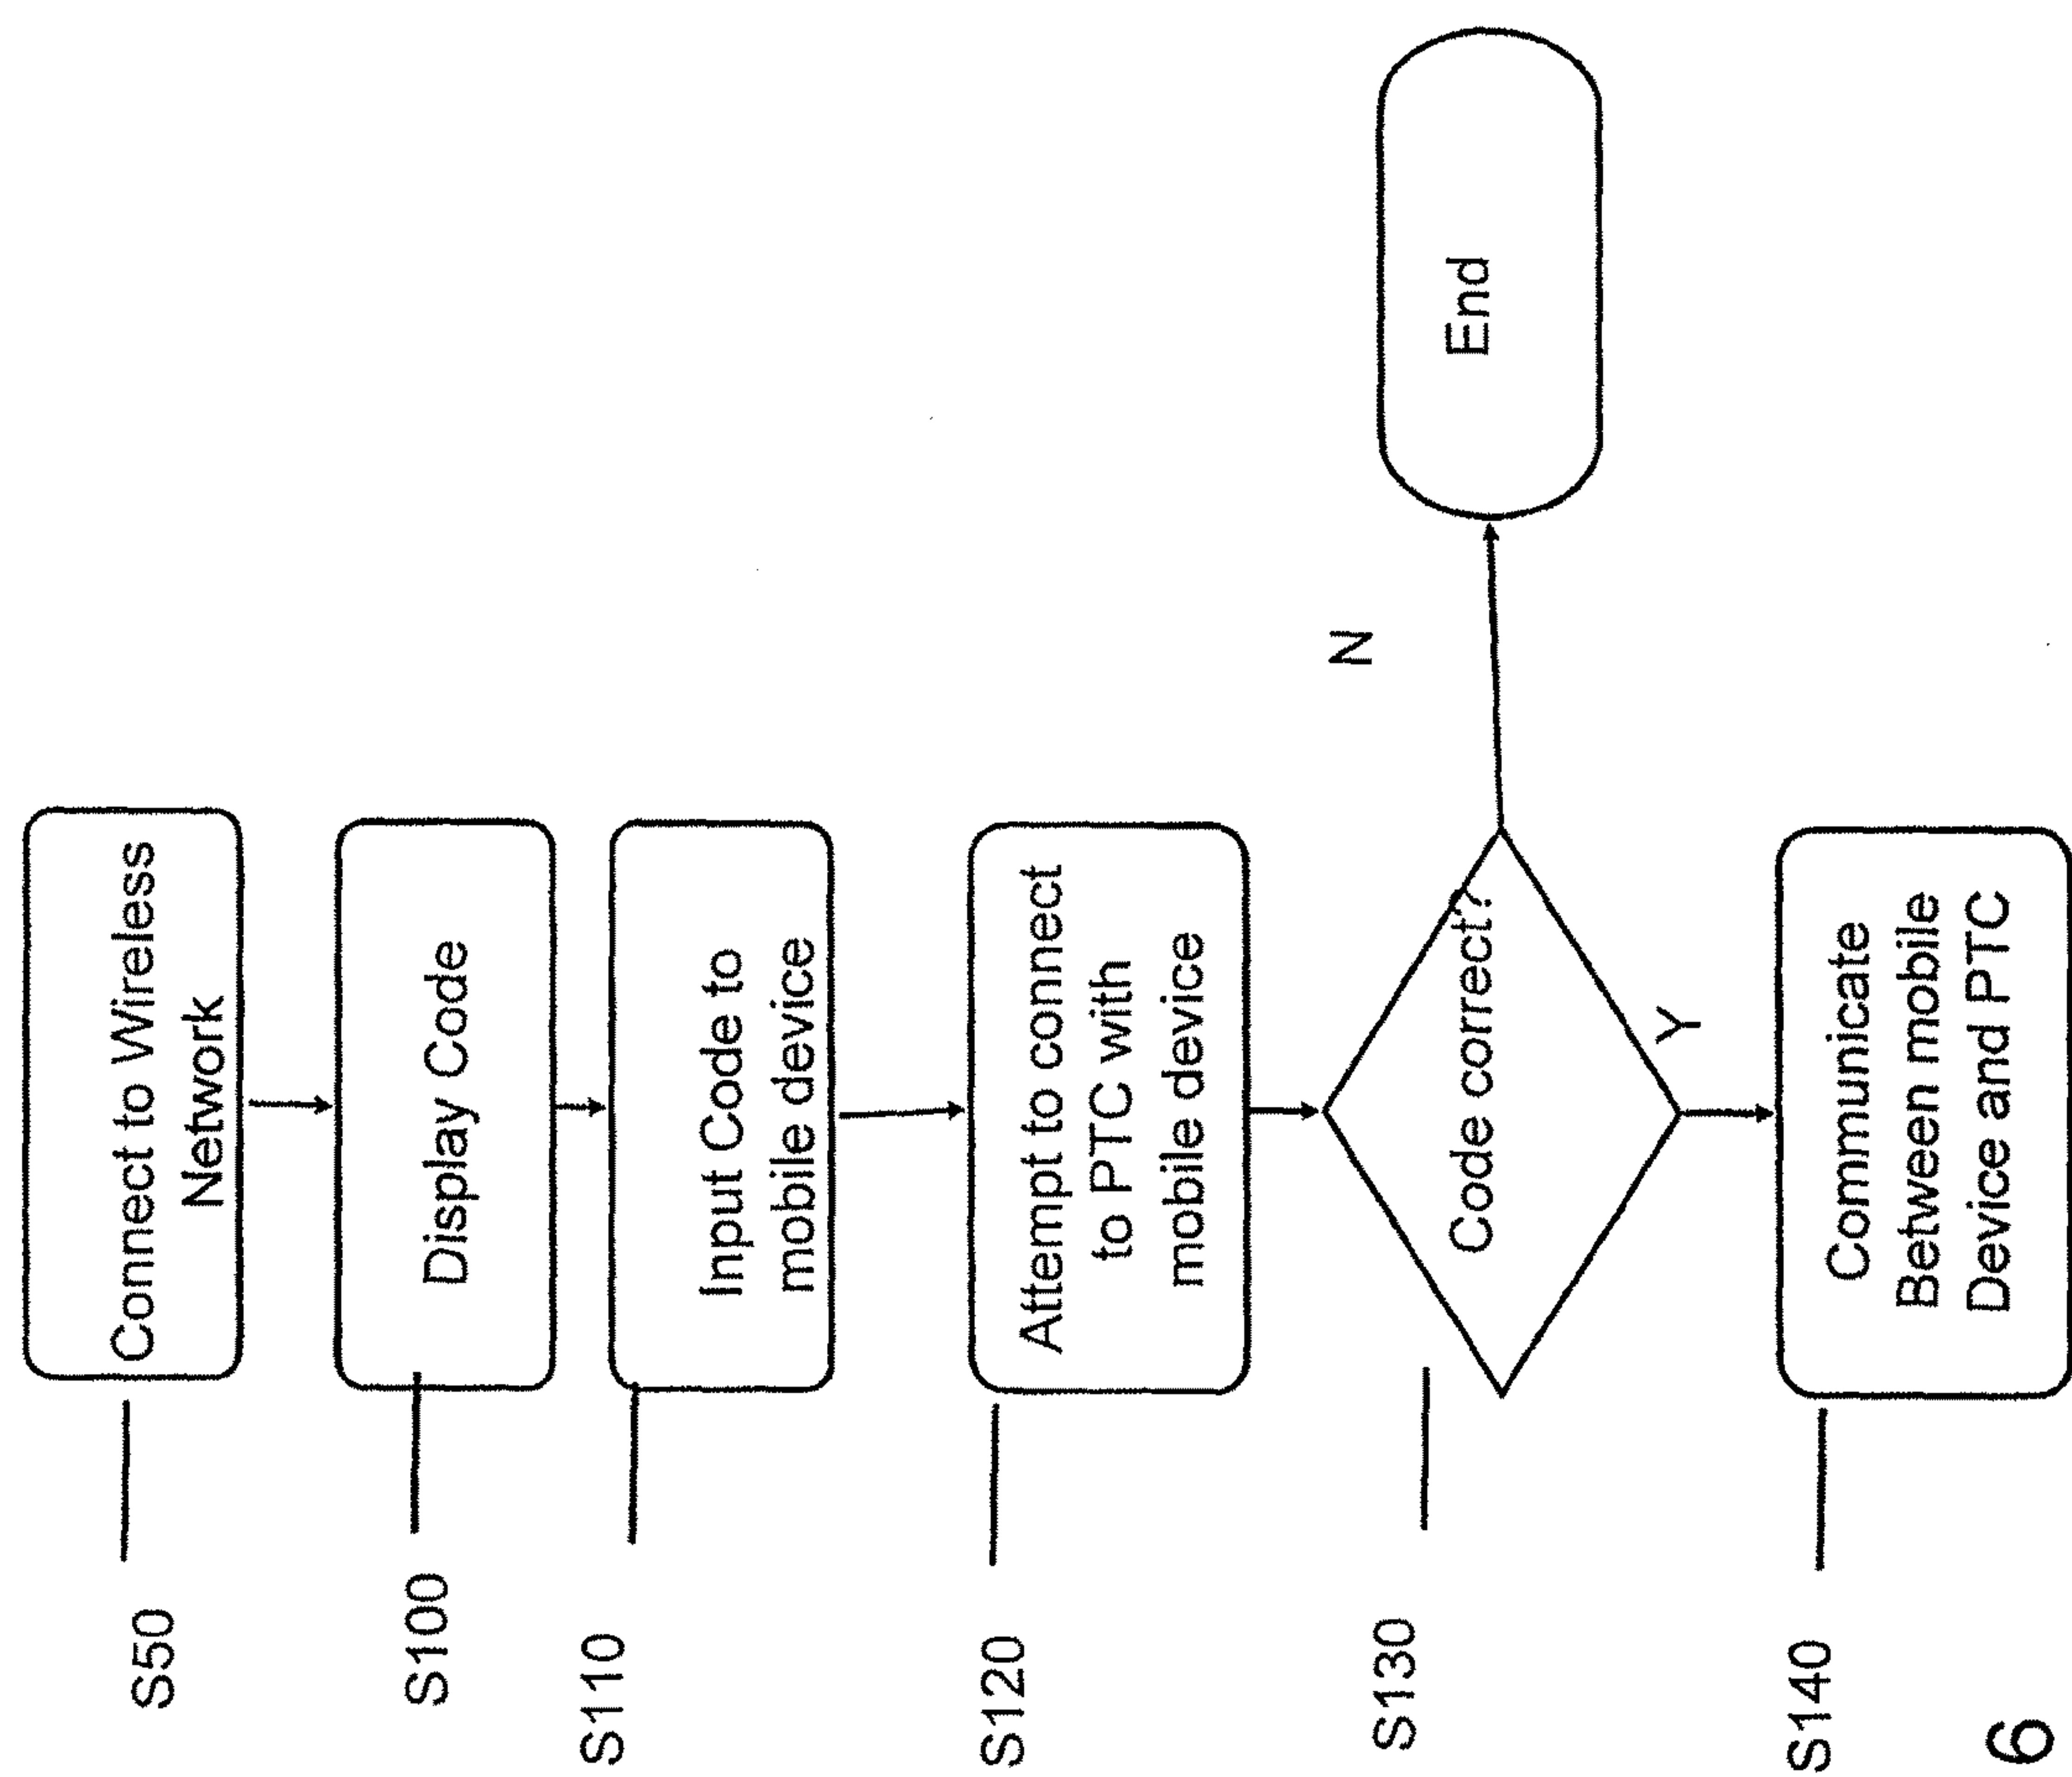 S50
Connect to Wireless
Network
S100
Display Code
S110
Input Code to
mobile device
S120
Attempt to connect
to PTC with
mobile device
S130
Code correct?
N
End
Y
S140
Communicate
Between mobile
Device and PTC
6